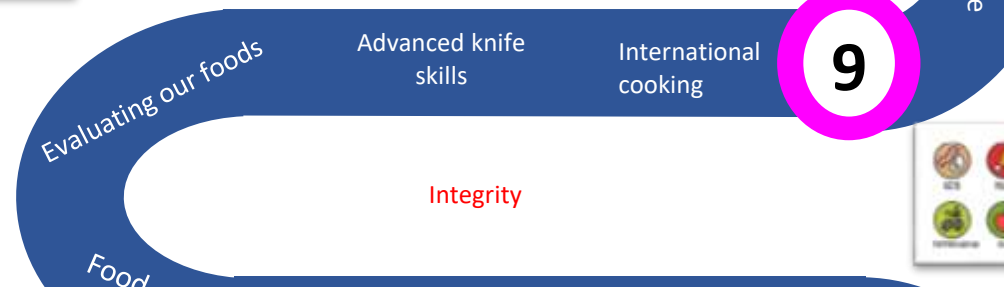 Advanced knife
skills
International
cooking
9
Evaluating our foods
Integrity
Food